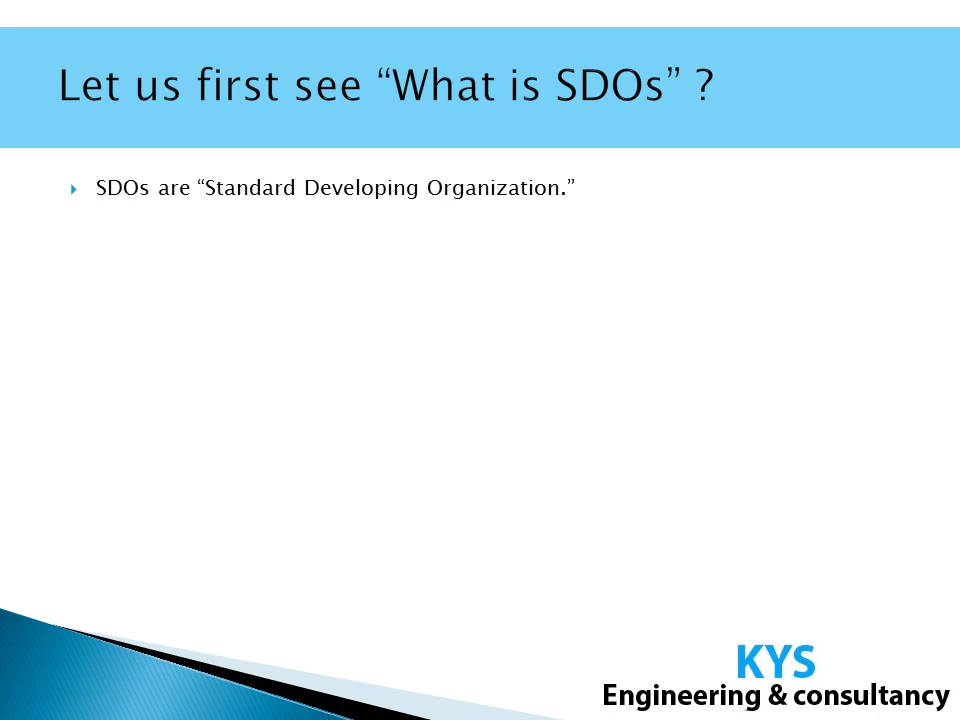 Let us first see “What is SDOs” ?
SDOs are “Standard Developing Organization.”
KYS
Engineering & consultancy